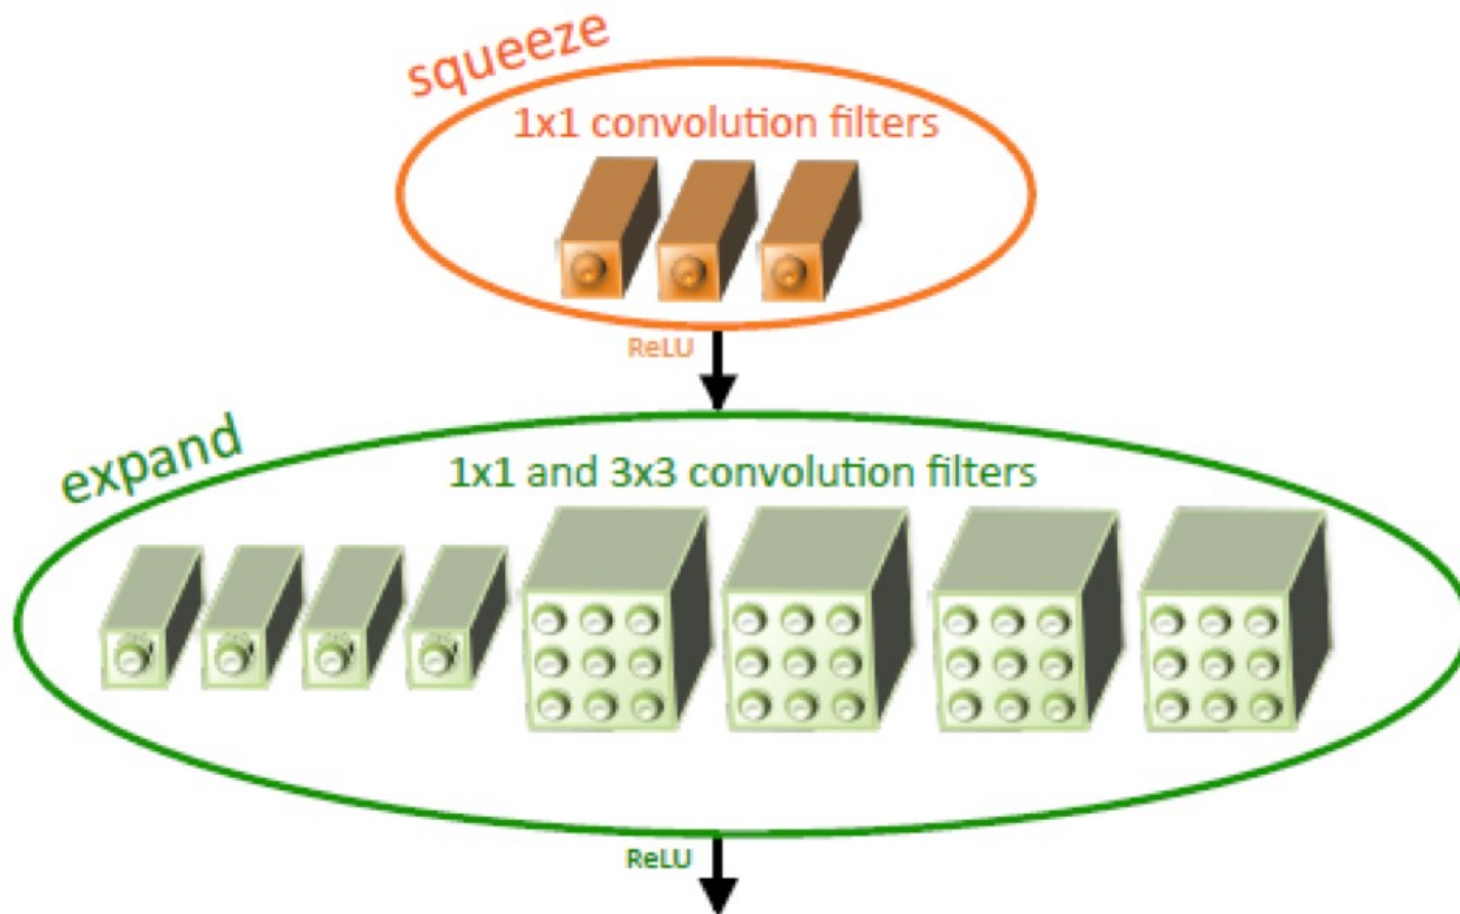 squeeze
1x1 convolution filters
ReLU
expand
1x1 and 3x3 convolution filters
ReLU